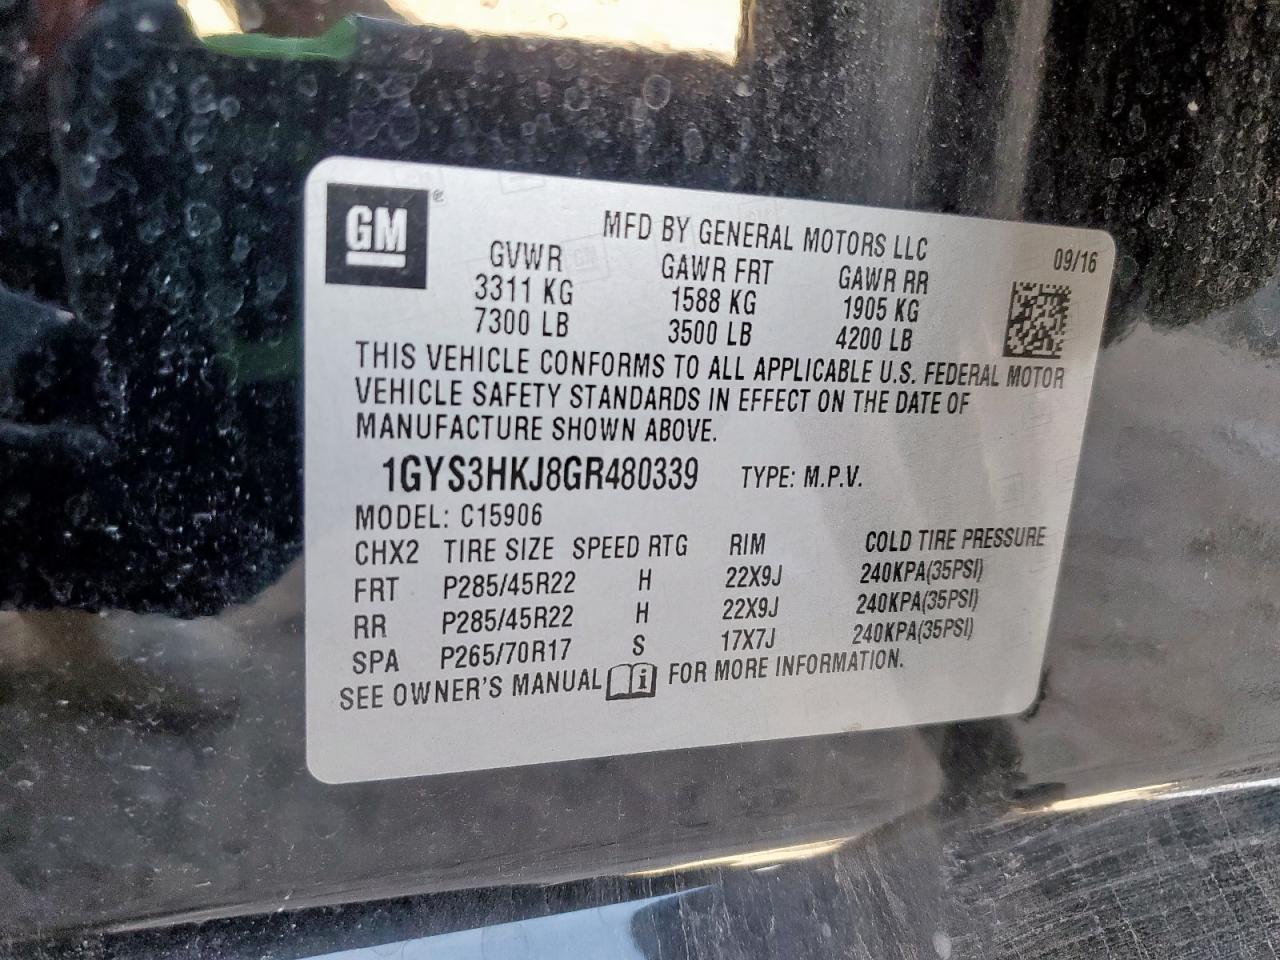 GM ®
MFD BY GENERAL MOTORS LLC
09/16
GVWR GAWR FRT GAWR RR
3311 KG 1588 KG 1905 KG
7300 LB 3500 LB 4200 LB
THIS VEHICLE CONFORMS TO ALL APPLICABLE U.S. FEDERAL MOTOR
VEHICLE SAFETY STANDARDS IN EFFECT ON THE DATE OF
MANUFACTURE SHOWN ABOVE.
1GYS3HKJ8GR480339 TYPE: M.P.V.
MODEL: C15906
CHX2 TIRE SIZE SPEED RTG RIM COLD TIRE PRESSURE
FRT P285/45R22 H 22X9J 240KPA(35PSI)
RR P285/45R22 H 22X9J 240KPA(35PSI)
SPA P265/70R17 S 17X7J 240KPA(35PSI)
SEE OWNER'S MANUAL i FOR MORE INFORMATION.